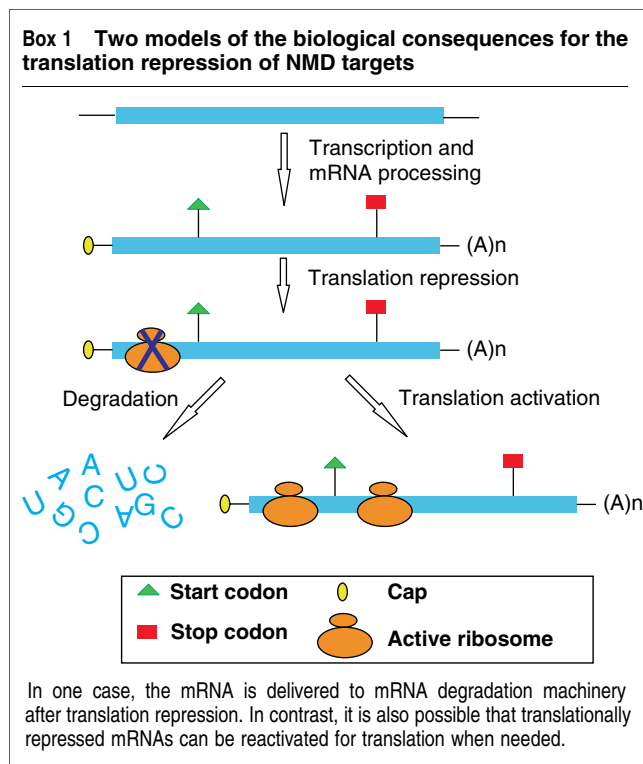 Box 1 Two models of the biological consequences for the
translation repression of NMD targets
Transcription and
mRNA processing
(A)n
Translation repression
(A)n
Degradation
Translation activation
U A A U C
U G C A G C
C
(A)n
Start codon
Cap
Stop codon
Active ribosome
In one case, the mRNA is delivered to mRNA degradation machinery
after translation repression. In contrast, it is also possible that translationally
repressed mRNAs can be reactivated for translation when needed.